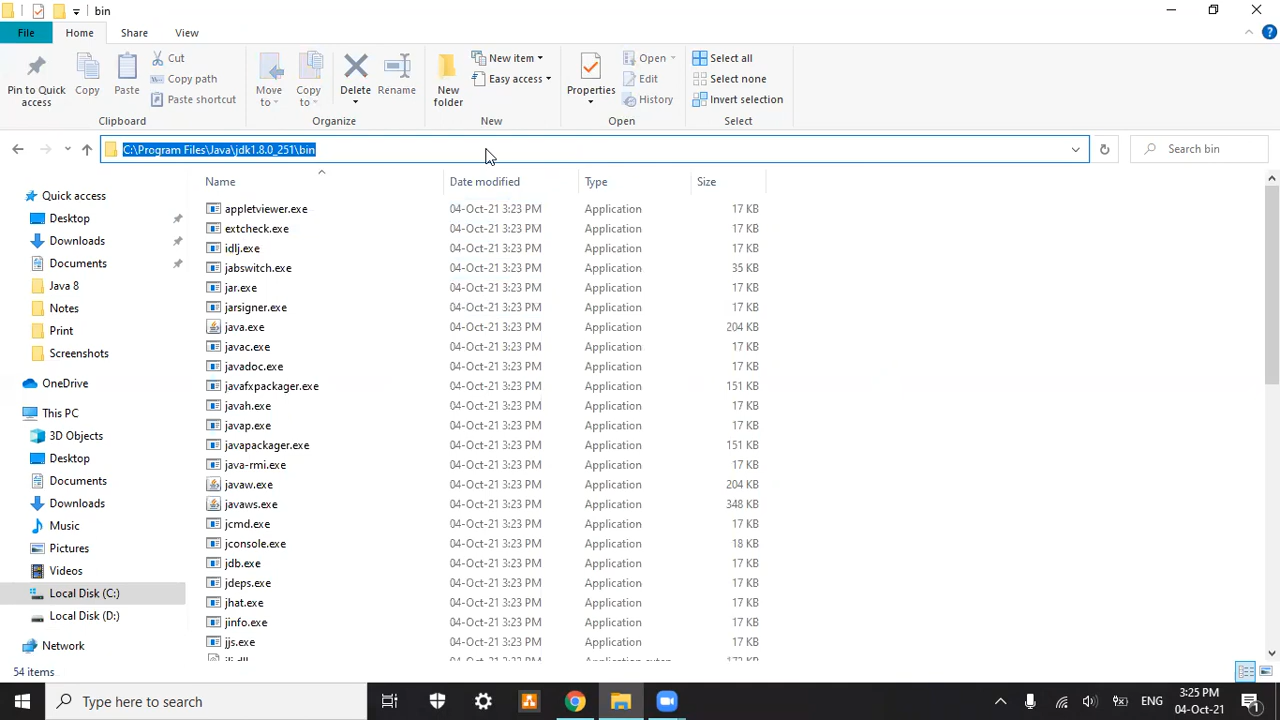 bin
File Home Share View
Pin to Quick access
Copy
Paste
Cut
Copy path
Paste shortcut
Clipboard
Move to
Copy to
Delete
Rename
Organize
New folder
New item
Easy access
New
Properties
Open
Edit
History
Open
Select all
Select none
Invert selection
Select
C:\Program Files\Java\jdk1.8.0_251\bin
Search bin
Quick access
Desktop
Downloads
Documents
Java 8
Notes
Print
Screenshots
OneDrive
This PC
3D Objects
Desktop
Documents
Downloads
Music
Pictures
Videos
Local Disk (C:)
Local Disk (D:)
Network
Name Date modified Type Size
appletviewer.exe 04-Oct-21 3:23 PM Application 17 KB
extcheck.exe 04-Oct-21 3:23 PM Application 17 KB
idlj.exe 04-Oct-21 3:23 PM Application 17 KB
jabswitch.exe 04-Oct-21 3:23 PM Application 35 KB
jar.exe 04-Oct-21 3:23 PM Application 17 KB
jarsigner.exe 04-Oct-21 3:23 PM Application 17 KB
java.exe 04-Oct-21 3:23 PM Application 204 KB
javac.exe 04-Oct-21 3:23 PM Application 17 KB
javadoc.exe 04-Oct-21 3:23 PM Application 17 KB
javafxpackager.exe 04-Oct-21 3:23 PM Application 151 KB
javah.exe 04-Oct-21 3:23 PM Application 17 KB
javap.exe 04-Oct-21 3:23 PM Application 17 KB
javapackager.exe 04-Oct-21 3:23 PM Application 151 KB
java-rmi.exe 04-Oct-21 3:23 PM Application 17 KB
javaw.exe 04-Oct-21 3:23 PM Application 204 KB
javaws.exe 04-Oct-21 3:23 PM Application 348 KB
jcmd.exe 04-Oct-21 3:23 PM Application 17 KB
jconsole.exe 04-Oct-21 3:23 PM Application 18 KB
jdb.exe 04-Oct-21 3:23 PM Application 17 KB
jdeps.exe 04-Oct-21 3:23 PM Application 17 KB
jhat.exe 04-Oct-21 3:23 PM Application 17 KB
jinfo.exe 04-Oct-21 3:23 PM Application 17 KB
jjs.exe 04-Oct-21 3:23 PM Application 17 KB
54 items
Type here to search
ENG
3:25 PM
04-Oct-21
1